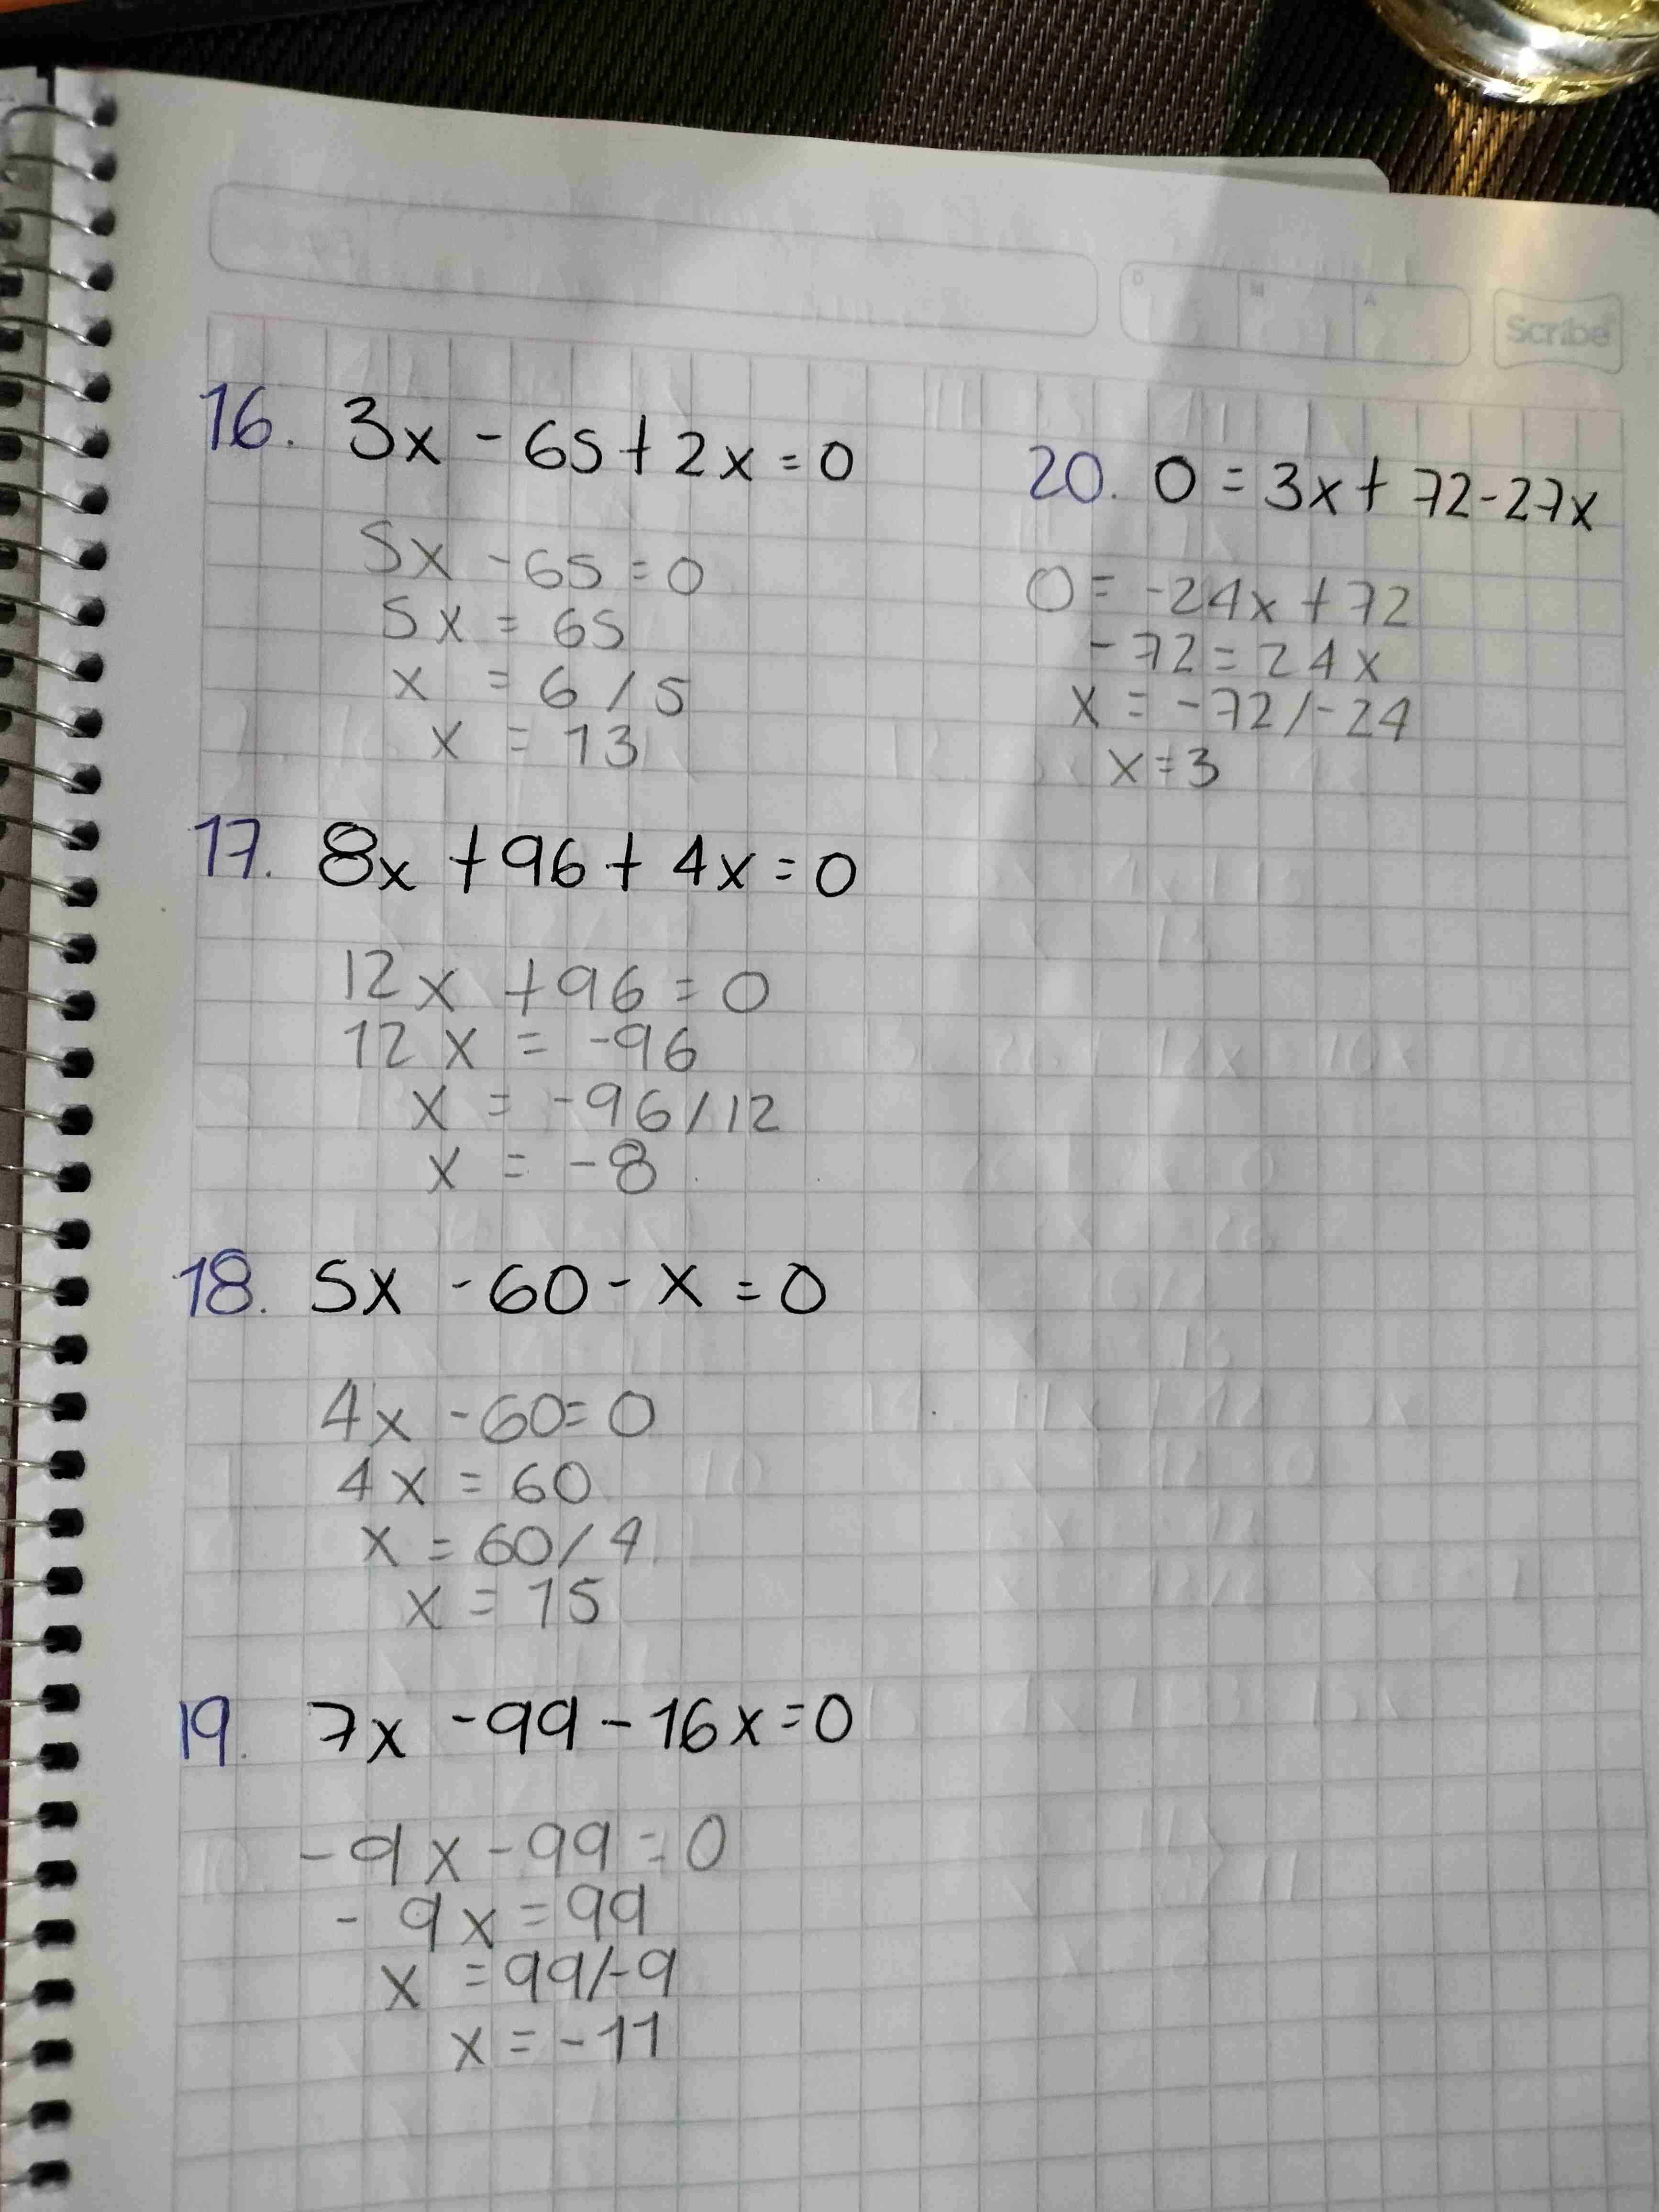 Scribe
16. 3x - 65 + 2x = 0
5x - 65 = 0
5x = 65
x = 6 / 5
x = 13
17. 8x + 96 + 4x = 0
12x + 96 = 0
12x = -96
x = -96/12
x = -8
18. 5x - 60 - x = 0
4x - 60 = 0
4x = 60
x = 60/4
x = 15
19. 7x - 99 - 16x = 0
-9x - 99 = 0
-9x = 99
x = 99/-9
x = -11
20. 0 = 3x + 72 - 27x
0 = -24x + 72
-72 = 24x
x = -72/-24
x = 3